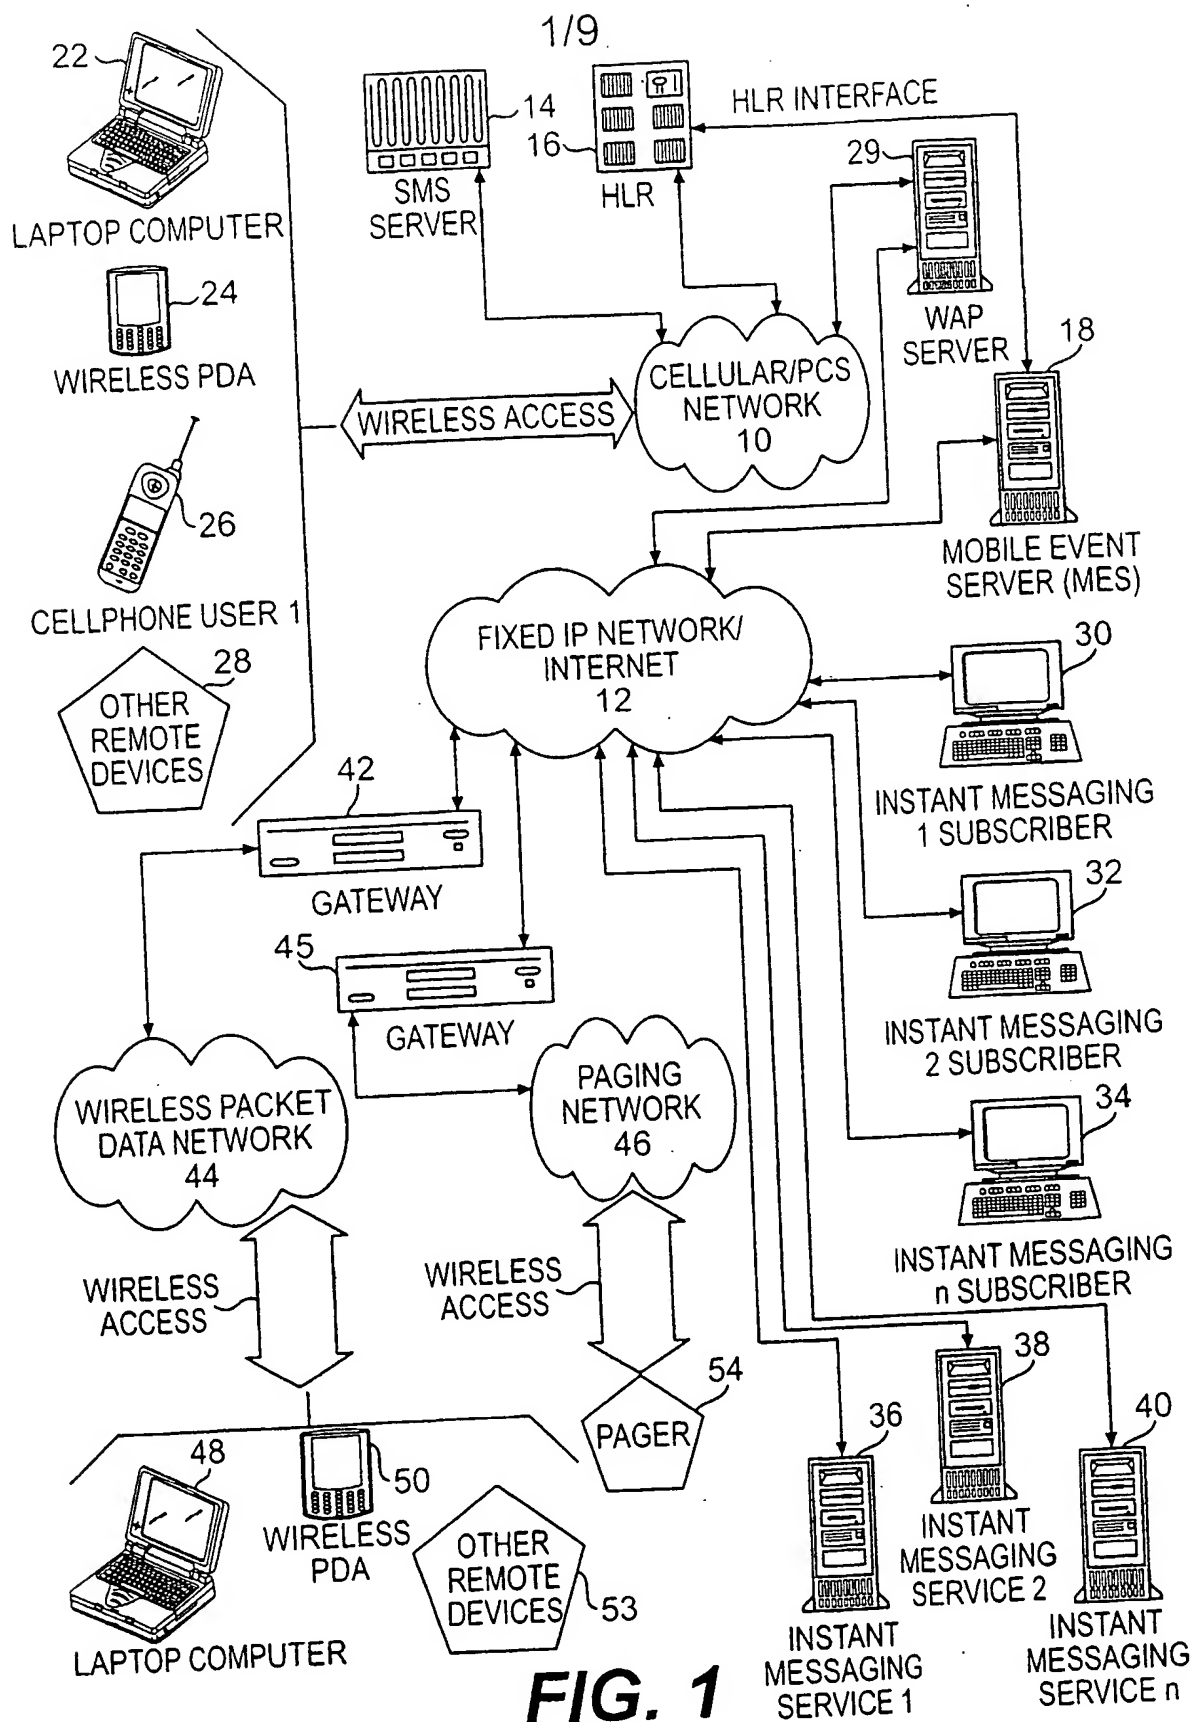 1/9
22
LAPTOP COMPUTER
24
WIRELESS PDA
26
CELLPHONE USER 1
28
OTHER
REMOTE
DEVICES
14
SMS
SERVER
16
HLR
HLR INTERFACE
29
WAP
SERVER
18
MOBILE EVENT
SERVER (MES)
WIRELESS ACCESS
CELLULAR/PCS
NETWORK
10
FIXED IP NETWORK/
INTERNET
12
30
INSTANT MESSAGING
1 SUBSCRIBER
32
INSTANT MESSAGING
2 SUBSCRIBER
34
INSTANT MESSAGING
n SUBSCRIBER
42
GATEWAY
45
GATEWAY
WIRELESS PACKET
DATA NETWORK
44
PAGING
NETWORK
46
WIRELESS
ACCESS
WIRELESS
ACCESS
54
PAGER
48
LAPTOP COMPUTER
50
WIRELESS
PDA
OTHER
REMOTE
DEVICES
53
36
INSTANT
MESSAGING
SERVICE 1
38
INSTANT
MESSAGING
SERVICE 2
40
INSTANT
MESSAGING
SERVICE n
FIG. 1